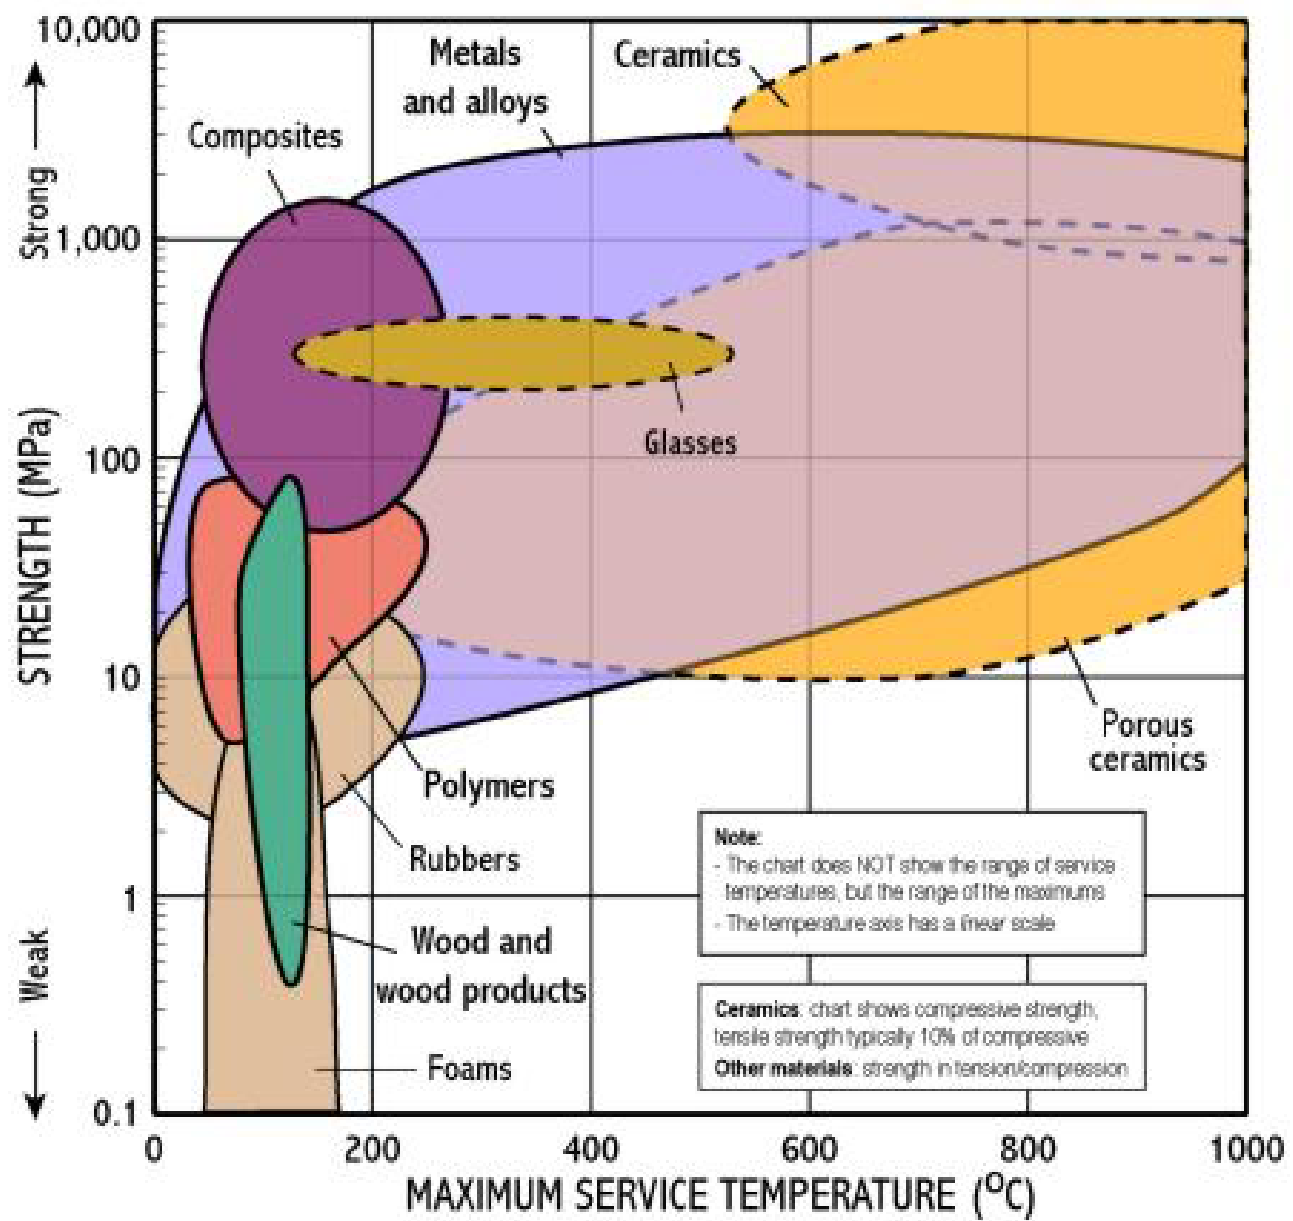 10,000
Metals
and alloys
Ceramics
Composites
Strong
1,000
Glasses
100
STRENGTH (MPa)
10
Porous
ceramics
Polymers
Rubbers
Note:
- The chart does NOT show the range of service
temperatures, but the range of the maximums
- The temperature axis has a linear scale
1
Wood and
wood products
Weak
Ceramics: chart shows compressive strength;
tensile strength typically 10% of compressive
Other materials: strength in tension/compression
Foams
0.1
0 200 400 600 800 1000
MAXIMUM SERVICE TEMPERATURE (°C)